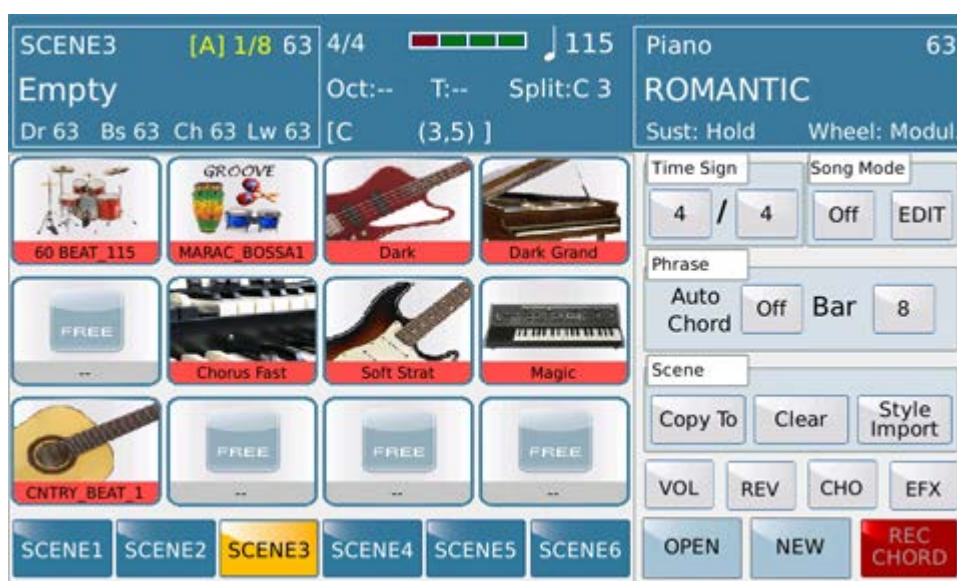 SCENE3 [A] 1/8 63
Empty
Dr 63 Bs 63 Ch 63 Lw 63
4/4 115
Oct:-- T:-- Split:C 3
[C (3,5) ]
Piano 63
ROMANTIC
Sust: Hold Wheel: Modul.
GROOVE
60 BEAT_115
MARAC_BOSSA1
Dark
Dark Grand
FREE
--
Chorus Fast
Soft Strat
Magic
CNTRY_BEAT_1
FREE
--
FREE
--
FREE
--
Time Sign
4 / 4
Song Mode
Off EDIT
Phrase
Auto
Chord Off Bar 8
Scene
Copy To Clear Style
Import
VOL REV CHO EFX
SCENE1 SCENE2 SCENE3 SCENE4 SCENE5 SCENE6
OPEN NEW REC
CHORD